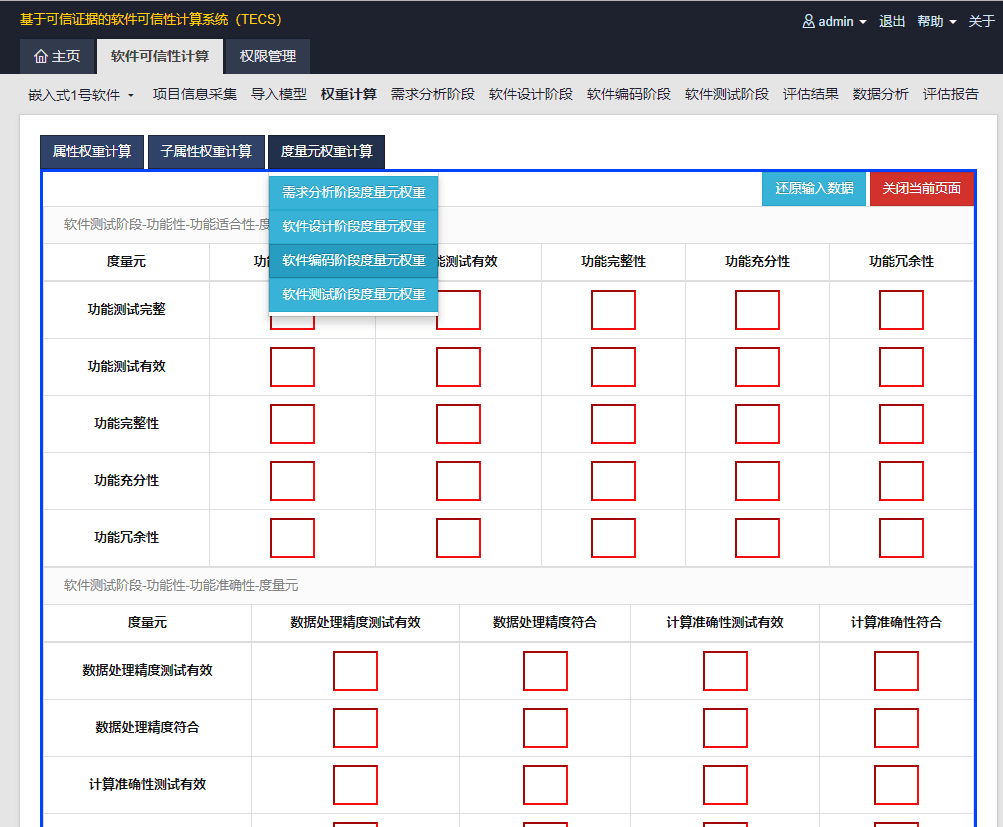 基于可信证据的软件可信性计算系统（TECS）
admin 退出 帮助 关于
主页 软件可信性计算 权限管理
嵌入式1号软件 项目信息采集 导入模型 权重计算 需求分析阶段 软件设计阶段 软件编码阶段 软件测试阶段 评估结果 数据分析 评估报告
属性权重计算 子属性权重计算 度量元权重计算
需求分析阶段度量元权重
软件设计阶段度量元权重
软件编码阶段度量元权重
软件测试阶段度量元权重
还原输入数据 关闭当前页面
软件测试阶段-功能性-功能适合性-度
度量元 功 能测试有效 功能完整性 功能充分性 功能冗余性
功能测试完整
功能测试有效
功能完整性
功能充分性
功能冗余性
软件测试阶段-功能性-功能准确性-度量元
度量元 数据处理精度测试有效 数据处理精度符合 计算准确性测试有效 计算准确性符合
数据处理精度测试有效
数据处理精度符合
计算准确性测试有效